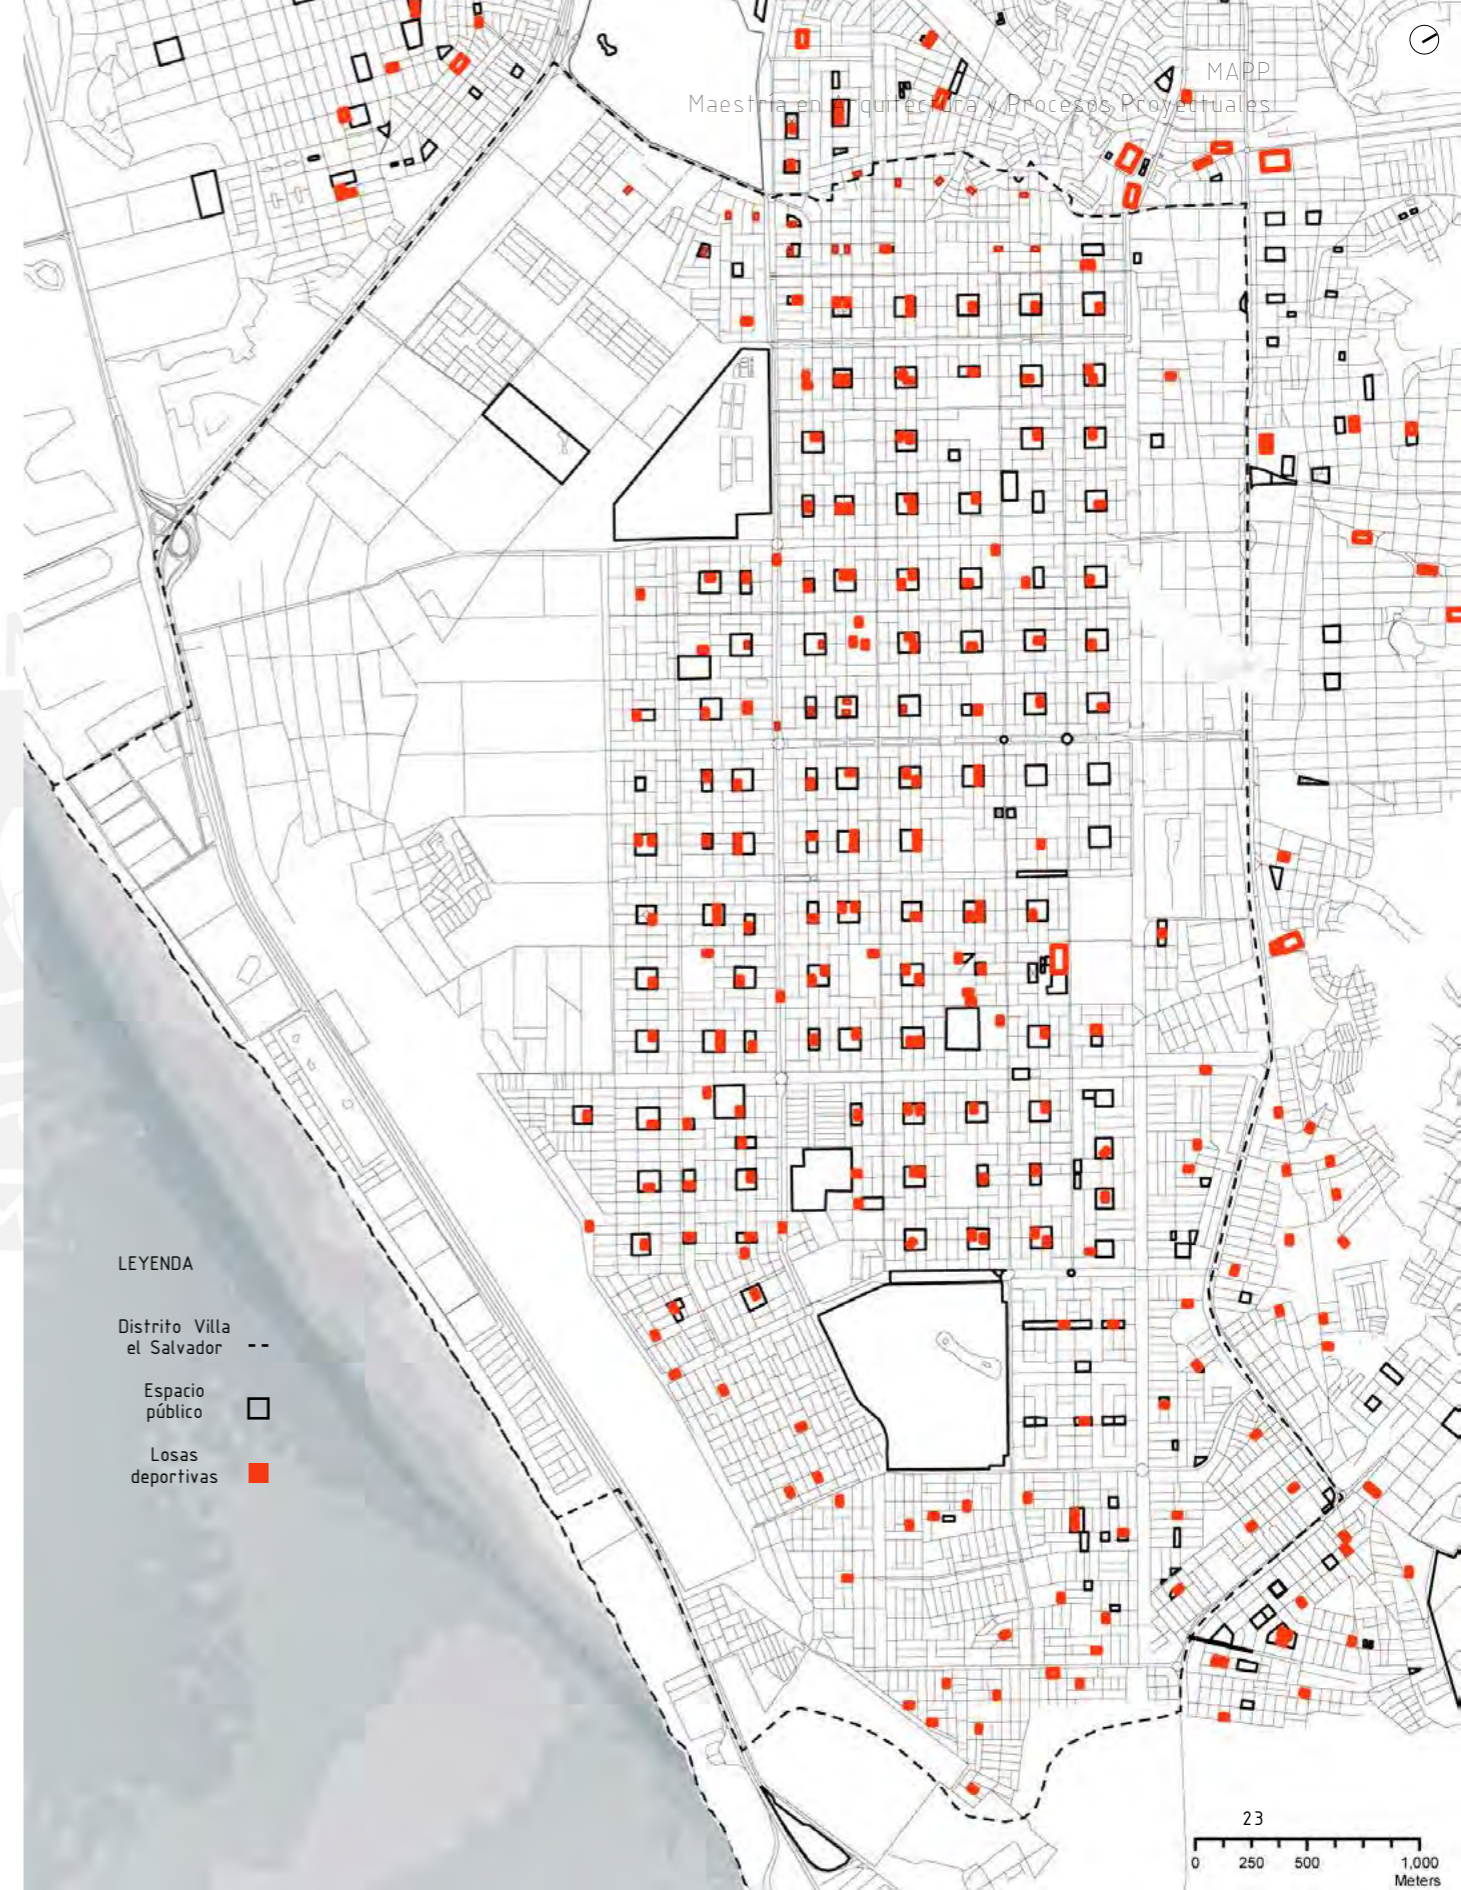 MAPP
Maestría en Arquitectura y Procesos Proyectuales
LEYENDA
Distrito Villa
el Salvador
Espacio
público
Losas
deportivas
23
0 250 500 1,000
Meters